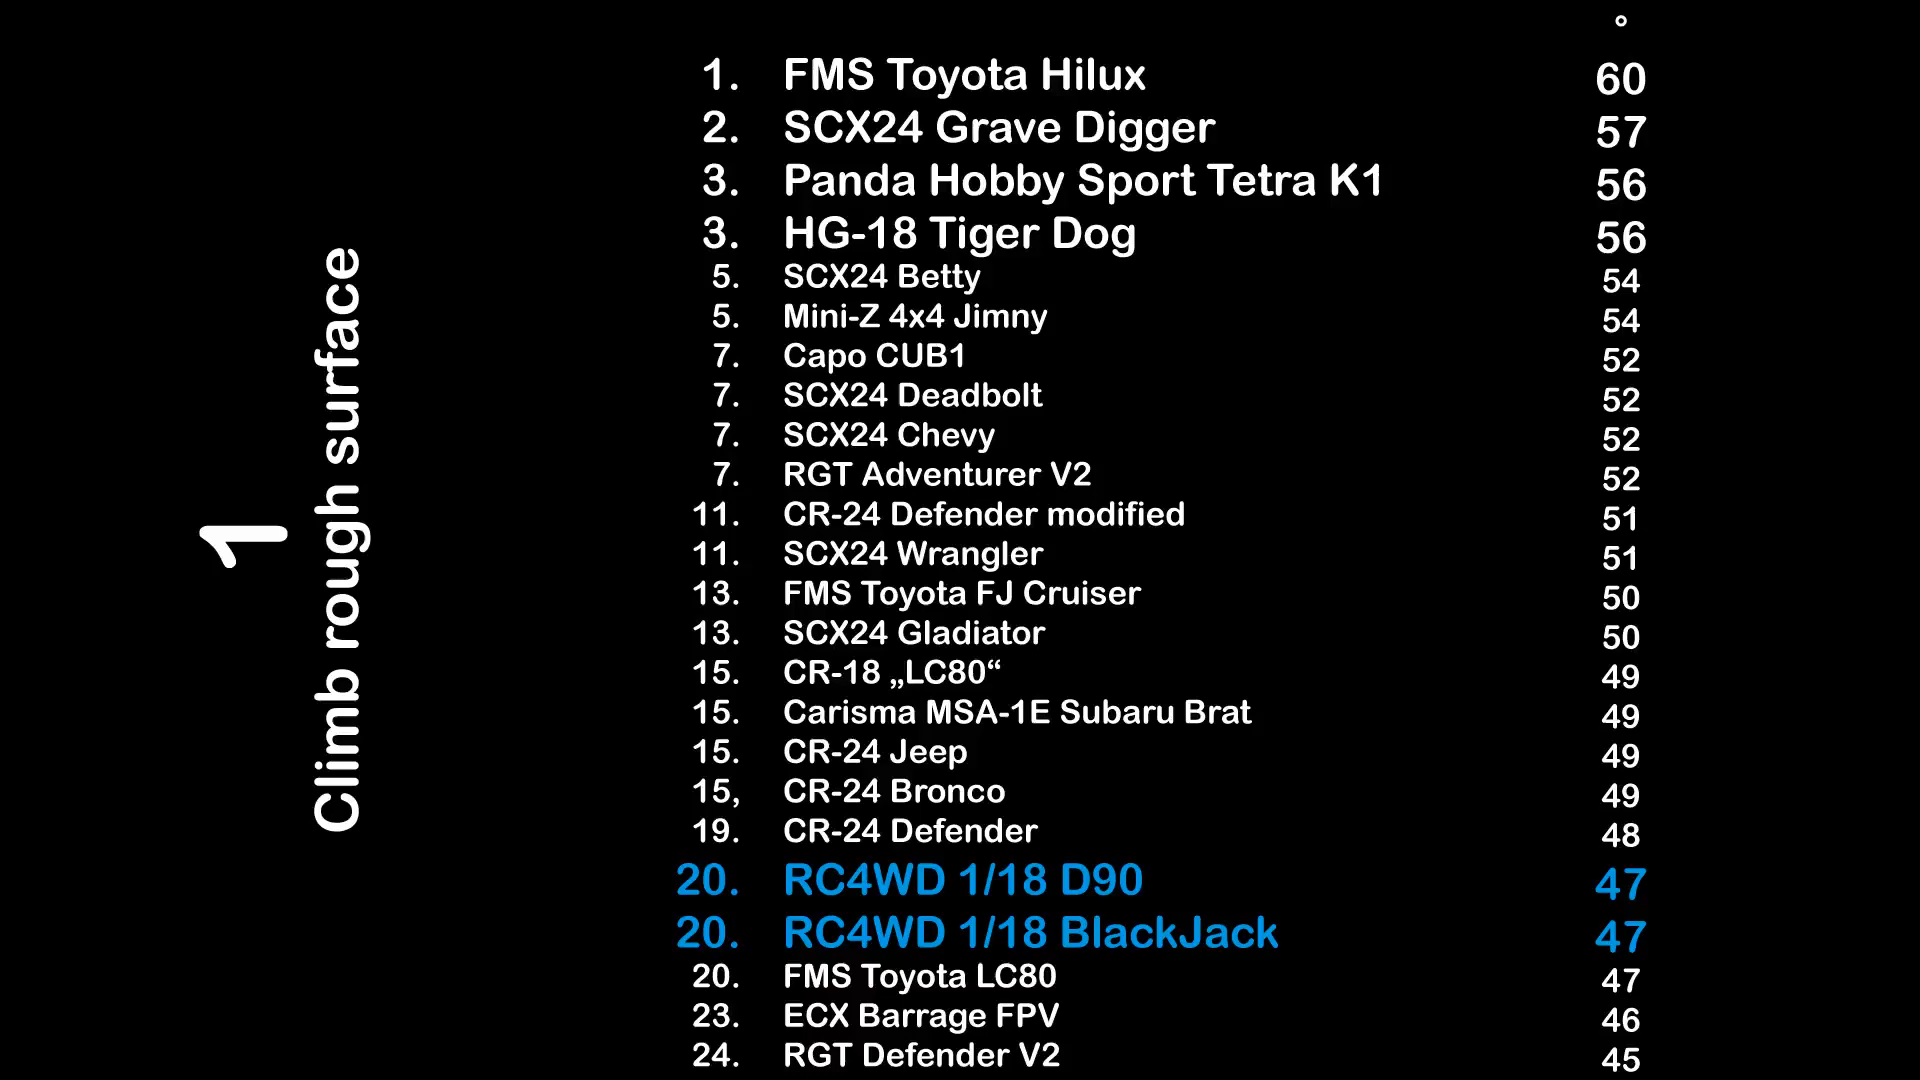 1
Climb rough surface
°
1. FMS Toyota Hilux 60
2. SCX24 Grave Digger 57
3. Panda Hobby Sport Tetra K1 56
3. HG-18 Tiger Dog 56
5. SCX24 Betty 54
5. Mini-Z 4x4 Jimny 54
7. Capo CUB1 52
7. SCX24 Deadbolt 52
7. SCX24 Chevy 52
7. RGT Adventurer V2 52
11. CR-24 Defender modified 51
11. SCX24 Wrangler 51
13. FMS Toyota FJ Cruiser 50
13. SCX24 Gladiator 50
15. CR-18 „LC80“ 49
15. Carisma MSA-1E Subaru Brat 49
15. CR-24 Jeep 49
15, CR-24 Bronco 49
19. CR-24 Defender 48
20. RC4WD 1/18 D90 47
20. RC4WD 1/18 BlackJack 47
20. FMS Toyota LC80 47
23. ECX Barrage FPV 46
24. RGT Defender V2 45